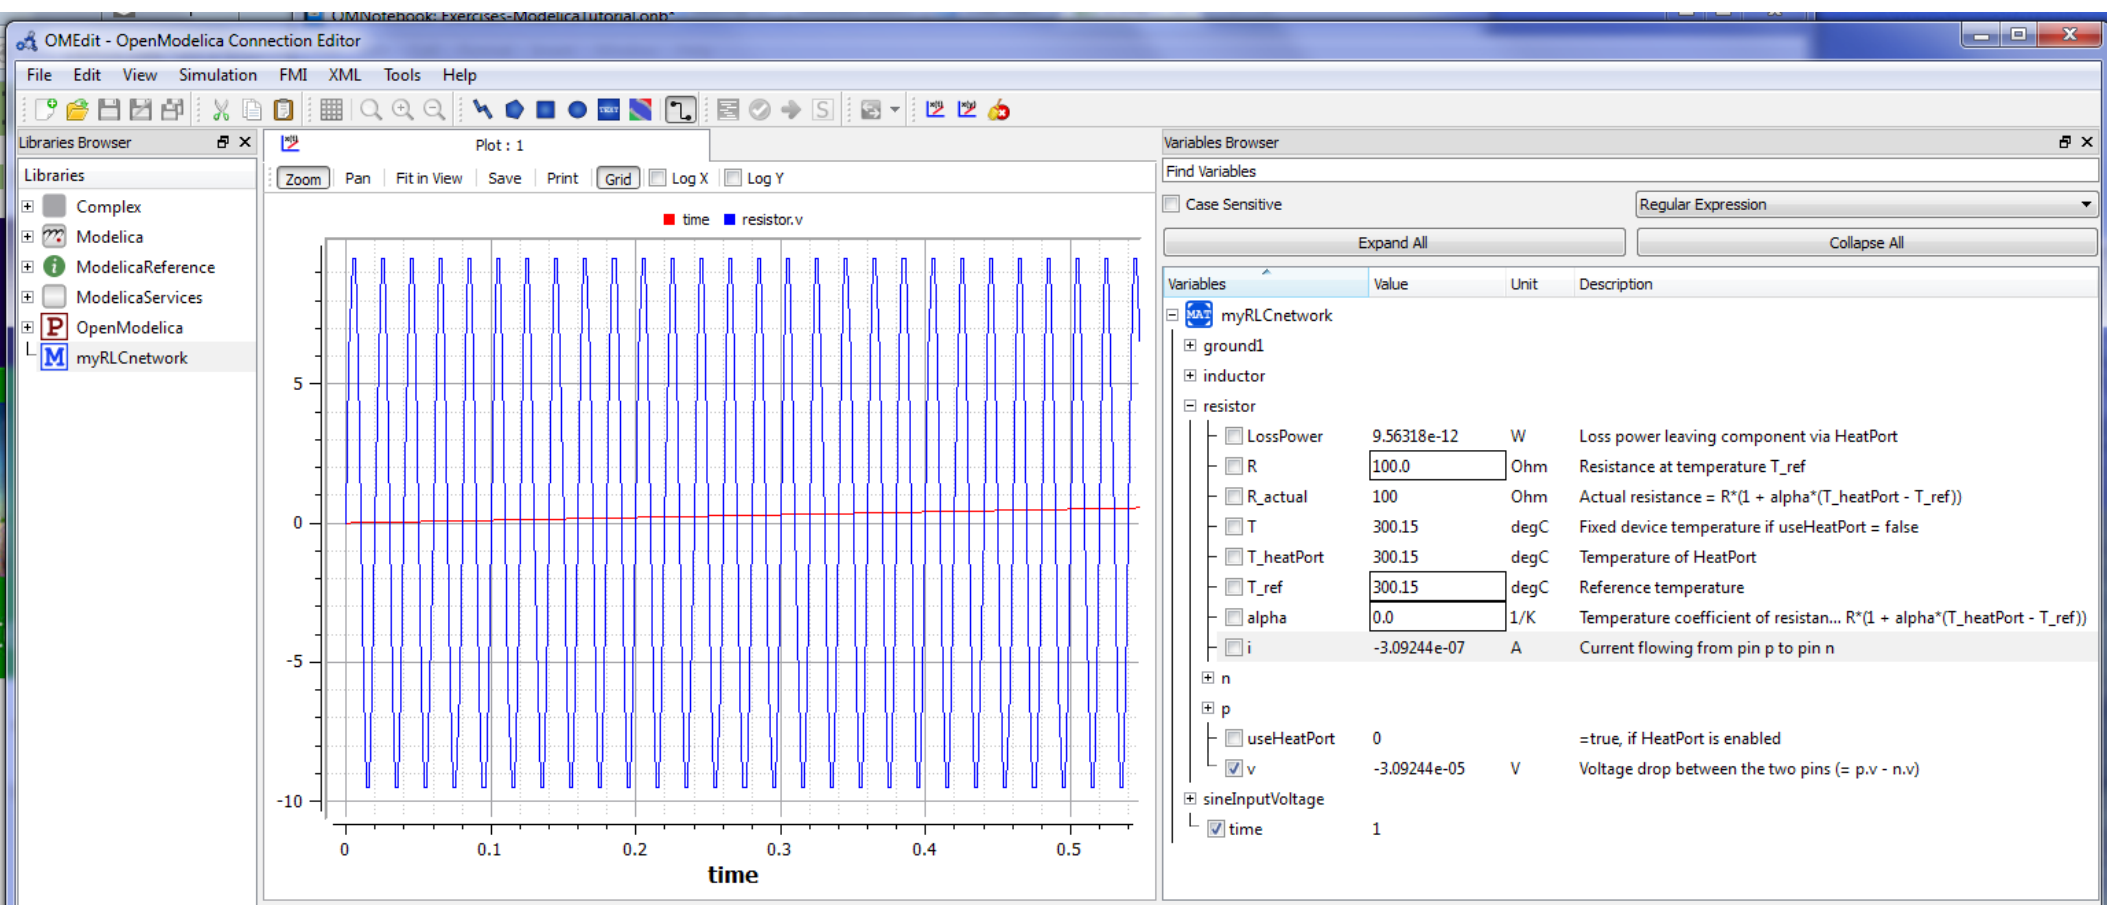 OMNotebook: Exercises-ModelicaTutorial.onb*
OMEdit - OpenModelica Connection Editor
File Edit View Simulation FMI XML Tools Help
TEXT S x(t) x(y)
Libraries Browser
Libraries
Complex
Modelica
ModelicaReference
ModelicaServices
P OpenModelica
M myRLCnetwork
x(t) Plot : 1
Zoom Pan Fit in View Save Print Grid Log X Log Y
time resistor.v
5
0
-5
-10
0 0.1 0.2 0.3 0.4 0.5
time
Variables Browser
Find Variables
Case Sensitive Regular Expression
Expand All Collapse All
Variables Value Unit Description
MAT myRLCnetwork
ground1
inductor
resistor
LossPower 9.56318e-12 W Loss power leaving component via HeatPort
R 100.0 Ohm Resistance at temperature T_ref
R_actual 100 Ohm Actual resistance = R*(1 + alpha*(T_heatPort - T_ref))
T 300.15 degC Fixed device temperature if useHeatPort = false
T_heatPort 300.15 degC Temperature of HeatPort
T_ref 300.15 degC Reference temperature
alpha 0.0 1/K Temperature coefficient of resistan... R*(1 + alpha*(T_heatPort - T_ref))
i -3.09244e-07 A Current flowing from pin p to pin n
n
p
useHeatPort 0 =true, if HeatPort is enabled
v -3.09244e-05 V Voltage drop between the two pins (= p.v - n.v)
sineInputVoltage
time 1